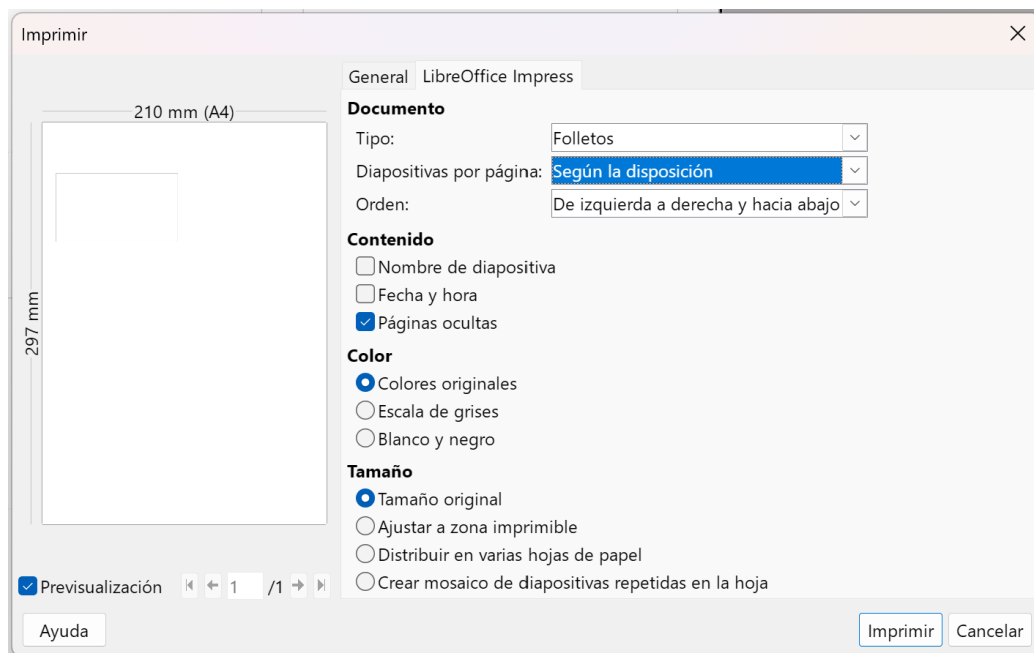 Imprimir
General LibreOffice Impress
210 mm (A4)
297 mm
Documento
Tipo: Folletos
Diapositivas por página: Según la disposición
Orden: De izquierda a derecha y hacia abajo
Contenido
Nombre de diapositiva
Fecha y hora
Páginas ocultas
Color
Colores originales
Escala de grises
Blanco y negro
Tamaño
Tamaño original
Ajustar a zona imprimible
Distribuir en varias hojas de papel
Crear mosaico de diapositivas repetidas en la hoja
Previsualización 1 /1
Ayuda Imprimir Cancelar